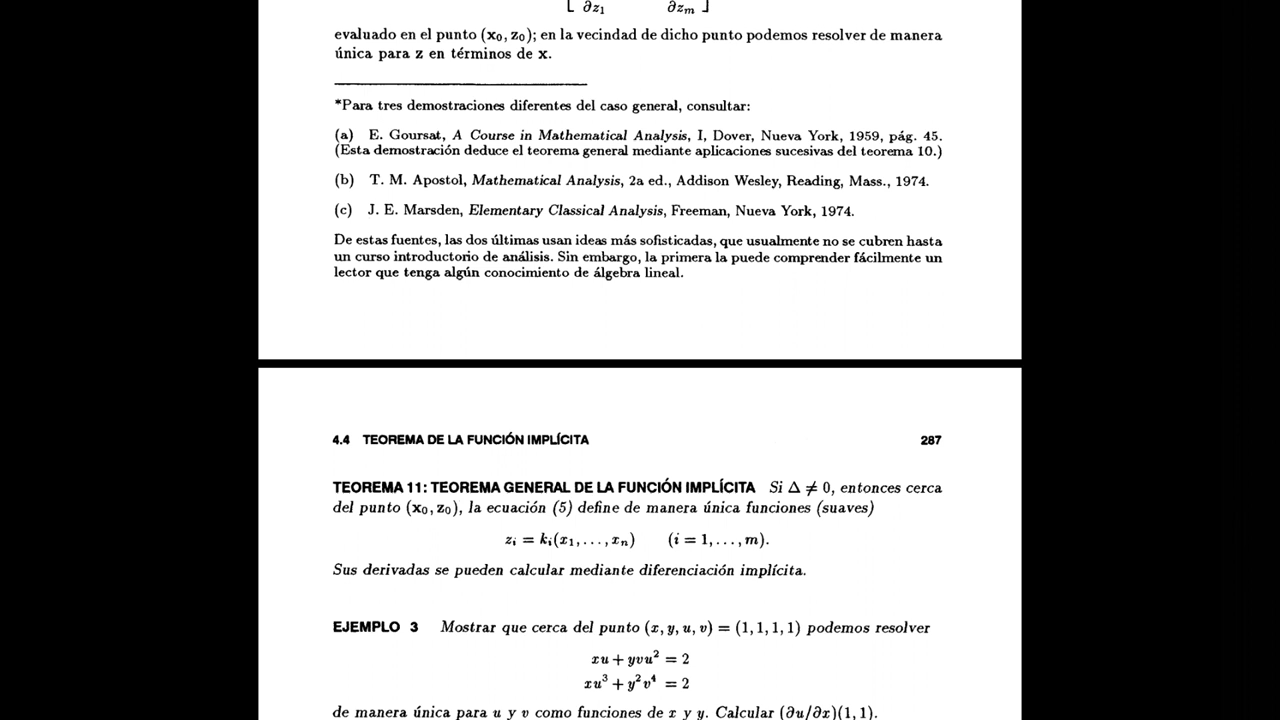 [ ∂z₁ ∂zₘ ]
evaluado en el punto (x₀, z₀); en la vecindad de dicho punto podemos resolver de manera
única para z en términos de x.
*Para tres demostraciones diferentes del caso general, consultar:
(a) E. Goursat, A Course in Mathematical Analysis, I, Dover, Nueva York, 1959, pág. 45.
(Esta demostración deduce el teorema general mediante aplicaciones sucesivas del teorema 10.)
(b) T. M. Apostol, Mathematical Analysis, 2a ed., Addison Wesley, Reading, Mass., 1974.
(c) J. E. Marsden, Elementary Classical Analysis, Freeman, Nueva York, 1974.
De estas fuentes, las dos últimas usan ideas más sofisticadas, que usualmente no se cubren hasta
un curso introductorio de análisis. Sin embargo, la primera la puede comprender fácilmente un
lector que tenga algún conocimiento de álgebra lineal.
4.4 TEOREMA DE LA FUNCIÓN IMPLÍCITA 287
TEOREMA 11: TEOREMA GENERAL DE LA FUNCIÓN IMPLÍCITA Si Δ ≠ 0, entonces cerca
del punto (x₀, z₀), la ecuación (5) define de manera única funciones (suaves)
zᵢ = kᵢ(x₁, . . . , xₙ) (i = 1, . . . , m).
Sus derivadas se pueden calcular mediante diferenciación implícita.
EJEMPLO 3 Mostrar que cerca del punto (x, y, u, v) = (1, 1, 1, 1) podemos resolver
xu + yvu² = 2
xu³ + y²v⁴ = 2
de manera única para u y v como funciones de x y y. Calcular (∂u/∂x)(1, 1).